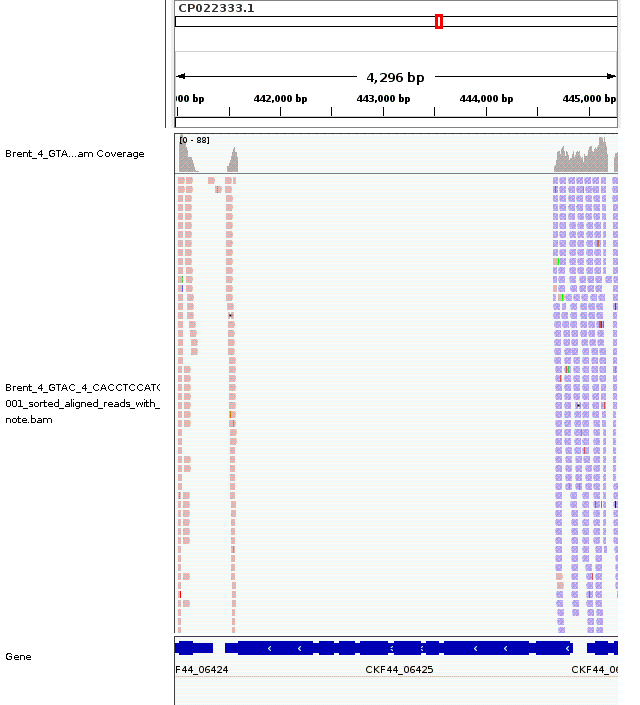 CP022333.1
4,296 bp
00 bp 442,000 bp 443,000 bp 444,000 bp 445,000 bp
[0 - 88]
Brent_4_GTA...am Coverage
Brent_4_GTAC_4_CACCTCCATC
001_sorted_aligned_reads_with_
note.bam
Gene
F44_06424 CKF44_06425 CKF44_06